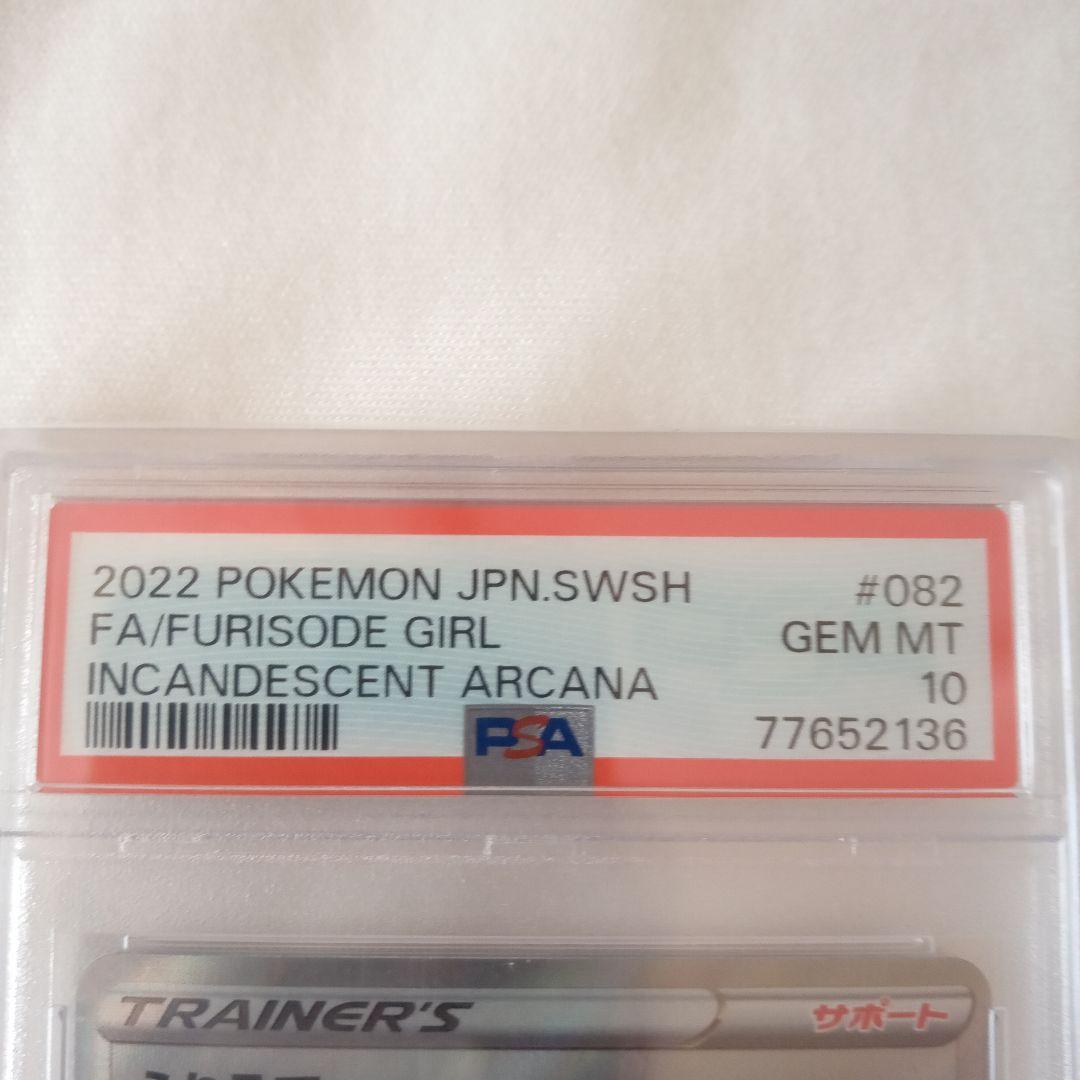 2022 POKEMON JPN.SWSH #082
FA/FURISODE GIRL GEM MT
INCANDESCENT ARCANA 10
PSA 77652136
TRAINER'S サポート